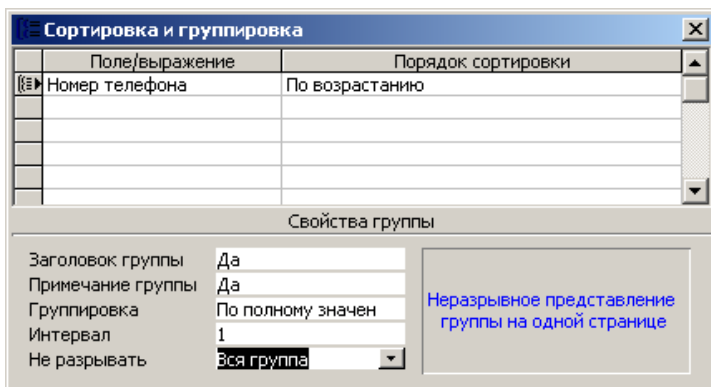 Сортировка и группировка
Поле/выражение Порядок сортировки
Номер телефона По возрастанию
Свойства группы
Заголовок группы Да
Примечание группы Да
Группировка По полному значен
Интервал 1
Не разрывать Вся группа
Неразрывное представление
группы на одной странице